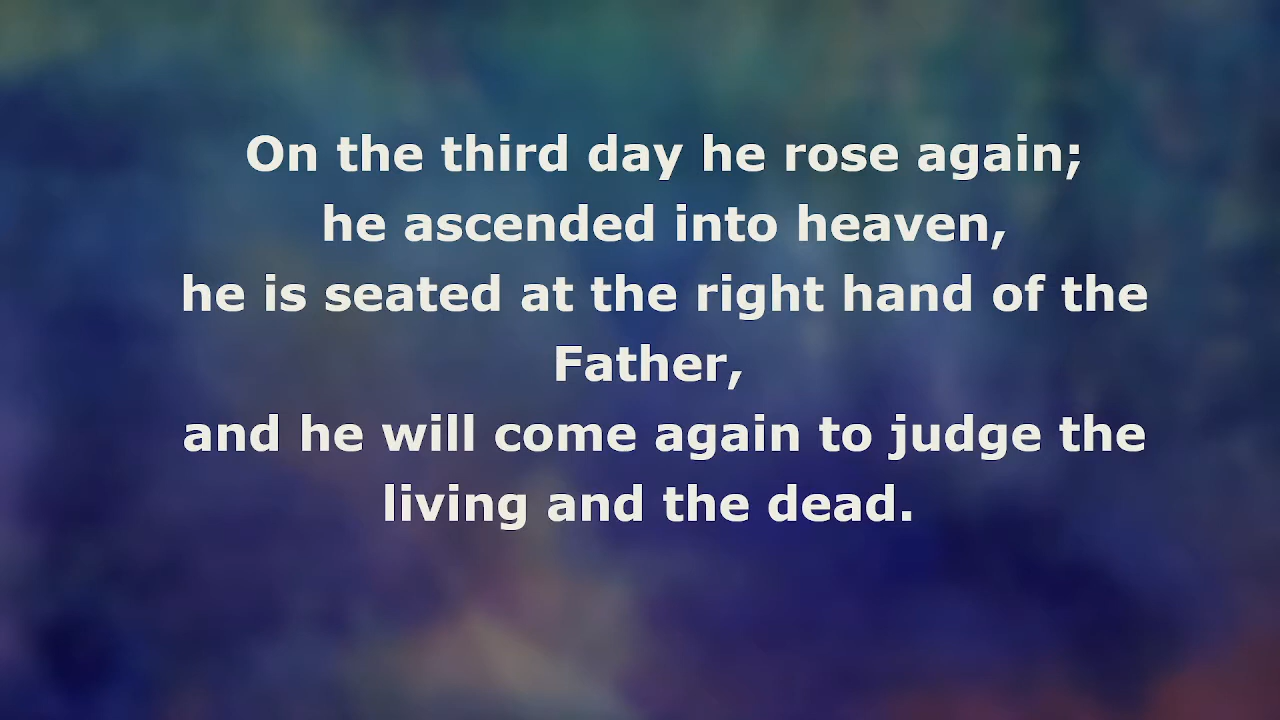 On the third day he rose again;
he ascended into heaven,
he is seated at the right hand of the
Father,
and he will come again to judge the
living and the dead.